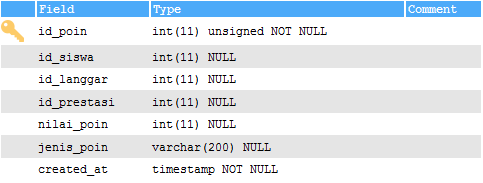 Field Type Comment
id_poin int(11) unsigned NOT NULL
id_siswa int(11) NULL
id_langgar int(11) NULL
id_prestasi int(11) NULL
nilai_poin int(11) NULL
jenis_poin varchar(200) NULL
created_at timestamp NOT NULL